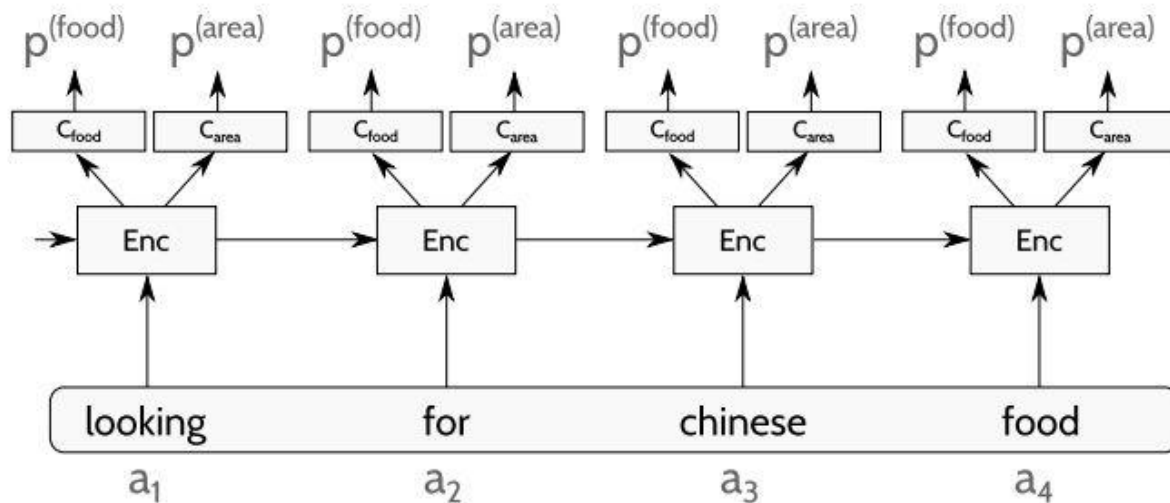 p(food) p(area) p(food) p(area) p(food) p(area) p(food) p(area)
Cfood Carea Cfood Carea Cfood Carea Cfood Carea
Enc Enc Enc Enc
looking for chinese food
a1 a2 a3 a4